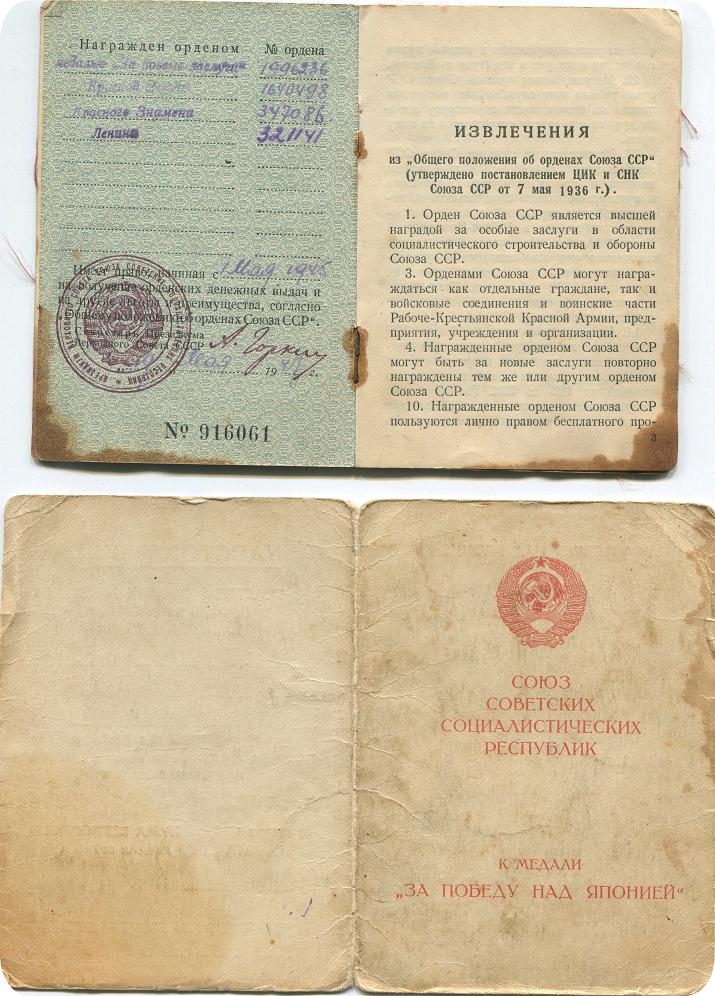 Награжден орденом № ордена
медалью „За боевые заслуги“ 1996236
Красной Звезды 1640498
Красного Знамени 347086
Ленина 321141
Имеет право, начиная с 1 Мая 1946
на получение орденских денежных выдач и
на другие льготы и преимущества, согласно
„Общему положению об орденах Союза ССР“.
Секретарь Президиума
Верховного Совета СССР А. Горкин
19 г.
№ 916061
ИЗВЛЕЧЕНИЯ
из „Общего положения об орденах Союза ССР“
(утверждено постановлением ЦИК и СНК
Союза ССР от 7 мая 1936 г.).
1. Орден Союза ССР является высшей
наградой за особые заслуги в области
социалистического строительства и обороны
Союза ССР.
3. Орденами Союза ССР могут награ-
ждаться как отдельные граждане, так и
войсковые соединения и воинские части
Рабоче-Крестьянской Красной Армии, пред-
приятия, учреждения и организации.
4. Награжденные орденом Союза ССР
могут быть за новые заслуги повторно
награждены тем же или другим орденом
Союза ССР.
10. Награжденные орденом Союза ССР
пользуются лично правом бесплатного про-
3
СОЮЗ
СОВЕТСКИХ
СОЦИАЛИСТИЧЕСКИХ
РЕСПУБЛИК
К МЕДАЛИ
„ЗА ПОБЕДУ НАД ЯПОНИЕЙ“